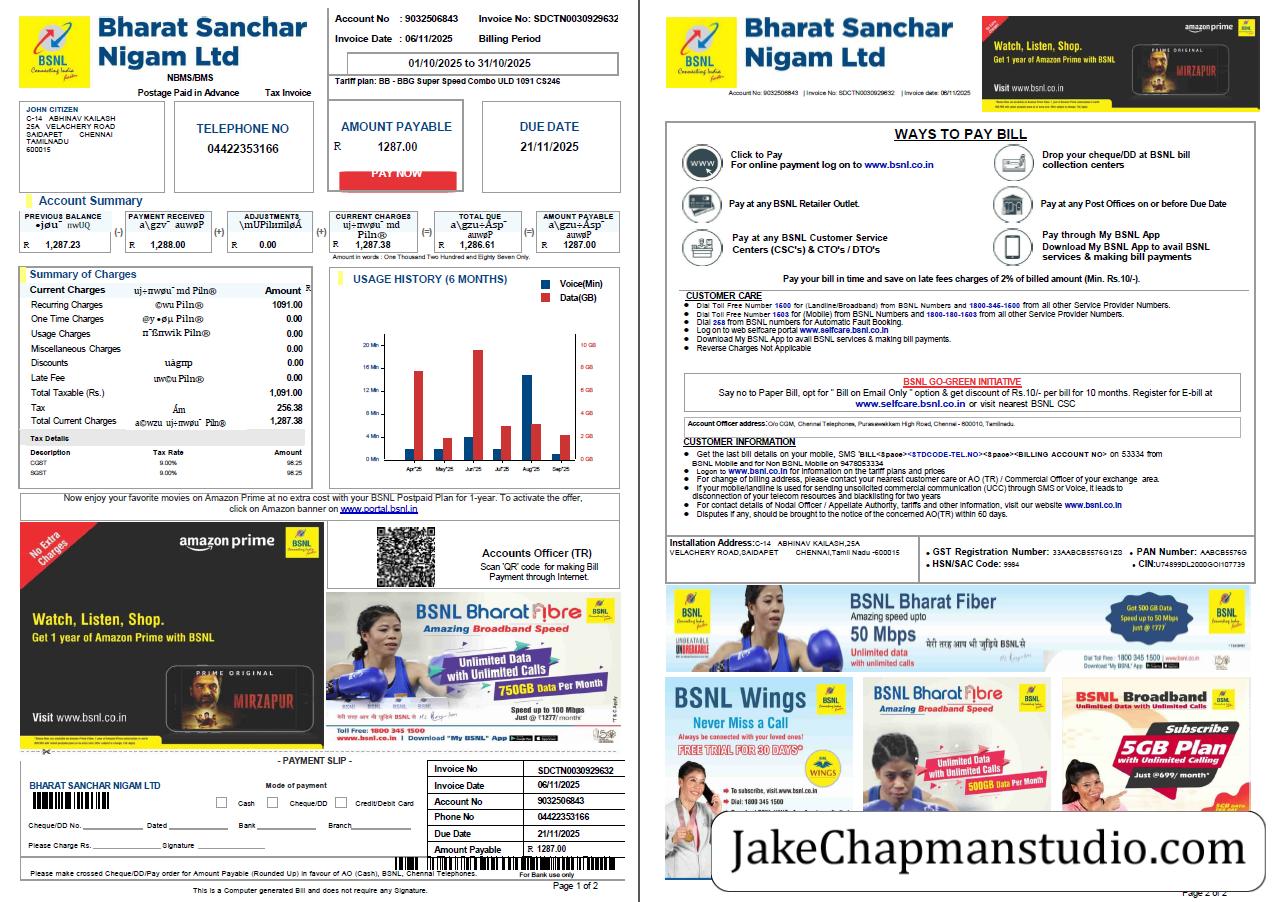 BSNL
Connecting India
faster
Bharat Sanchar
Nigam Ltd
NBMS/BMS
Postpage Paid in Advance Tax Invoice
Account No : 9032506843 Invoice No: SDCTN0030929632
Invoice Date : 06/11/2025 Billing Period
01/10/2025 to 31/10/2025
Tariff plan: BB - BBG Super Speed Combo ULD 1091 CS246
JOHN CITIZEN
C-14 ABHINAV KAILASH
25A VELACHERY ROAD
SAIDAPET CHENNAI
TAMILNADU
600015
TELEPHONE NO
04422353166
AMOUNT PAYABLE
R 1287.00
PAY NOW
DUE DATE
21/11/2025
Account Summary
PREVIOUS BALANCE
R 1,287.23
(-)
PAYMENT RECEIVED
R 1,288.00
(+)
ADJUSTMENTS
R 0.00
(+)
CURRENT CHARGES
R 1,287.38
(=)
TOTAL DUE
R 1,286.61
(=)
AMOUNT PAYABLE
R 1287.00
Amount in words : One Thousand Two Hundred and Eighty Seven Only.
Summary of Charges
Current Charges Amount R
Recurring Charges 1091.00
One Time Charges 0.00
Usage Charges 0.00
Miscellaneous Charges 0.00
Discounts 0.00
Late Fee 0.00
Total Taxable (Rs.) 1,091.00
Tax 256.38
Total Current Charges 1,287.38
Tax Details
Description Tax Rate Amount
CGST 9.00% 98.25
SGST 9.00% 98.25
USAGE HISTORY (6 MONTHS)
Voice(Min)
Data(GB)
20 Min 10 GB
16 Min 8 GB
12 Min 6 GB
8 Min 4 GB
4 Min 2 GB
0 Min 0 GB
Apr'25 May'25 Jun'25 Jul'25 Aug'25 Sep'25
Now enjoy your favorite movies on Amazon Prime at no extra cost with your BSNL Postpaid Plan for 1-year. To activate the offer,
click on Amazon banner on www.portal.bsnl.in
No Extra
Charges
amazon prime
BSNL
Watch, Listen, Shop.
Get 1 year of Amazon Prime with BSNL
PRIME ORIGINAL
MIRZAPUR
Visit www.bsnl.co.in
Accounts Officer (TR)
Scan 'QR' code for making Bill
Payment through Internet.
BSNL Bharat Fibre
Amazing Broadband Speed
Unlimited Data
with Unlimited Calls
750GB Data Per Month
मेरी तरह आप भी जुड़िये BSNL से
Speed up to 100 Mbps
Just @ ₹1277/ month
T & C Apply
Toll Free: 1800 345 1500
www.bsnl.co.in | Download "My BSNL" App
- PAYMENT SLIP -
BHARAT SANCHAR NIGAM LTD
Mode of payment
Cash Cheque/DD Credit/Debit Card
Cheque/DD No. Dated Bank Branch
Please Charge Rs. Signature
Invoice No SDCTN0030929632
Invoice Date 06/11/2025
Account No 9032506843
Phone No 04422353166
Due Date 21/11/2025
Amount Payable R 1287.00
Please make crossed Cheque/DD/Pay order for Amount Payable (Rounded Up) in favour of AO (Cash), BSNL, Chennai Telephones.
For Bank use only
This is a Computer generated Bill and does not require any Signature.
Page 1 of 2
BSNL
Connecting India
faster
Bharat Sanchar
Nigam Ltd
Account No: 9032506843 | Invoice No: SDCTN0030929632 | Invoice date: 06/11/2025
amazon prime
BSNL
Watch, Listen, Shop.
Get 1 year of Amazon Prime with BSNL
PRIME ORIGINAL
MIRZAPUR
Visit www.bsnl.co.in
WAYS TO PAY BILL
WWW
Click to Pay
For online payment log on to www.bsnl.co.in
Drop your cheque/DD at BSNL bill
collection centers
Pay at any BSNL Retailer Outlet.
Pay at any Post Offices on or before Due Date
Pay at any BSNL Customer Service
Centers (CSC's) & CTO's / DTO's
Pay through My BSNL App
Download My BSNL App to avail BSNL
services & making bill payments
Pay your bill in time and save on late fees charges of 2% of billed amount (Min. Rs.10/-).
CUSTOMER CARE
Dial Toll Free Number 1500 for (Landline/Broadband) from BSNL Numbers and 1800-345-1500 from all other Service Provider Numbers.
Dial Toll Free Number 1503 for (Mobile) from BSNL Numbers and 1800-180-1503 from all other Service Provider Numbers.
Dial 258 from BSNL numbers for Automatic Fault Booking.
Log on to web selfcare portal www.selfcare.bsnl.co.in
Download My BSNL App to avail BSNL services & making bill payments.
Reverse Charges Not Applicable
BSNL GO-GREEN INITIATIVE
Say no to Paper Bill, opt for " Bill on Email Only " option & get discount of Rs.10/- per bill for 10 months. Register for E-bill at
www.selfcare.bsnl.co.in or visit nearest BSNL CSC
Account Officer address:O/o CGM, Chennai Telephones, Purasawakkam High Road, Chennai - 600010, Tamilnadu.
CUSTOMER INFORMATION
Get the last bill details on your mobile, SMS 'BILL<Space><STDCODE-TEL.NO><Space><BILLING ACCOUNT NO> on 53334 from
BSNL Mobile and for Non BSNL Mobile on 9478053334
Logon to www.bsnl.co.in for information on the tariff plans and prices
For change of billing address, please contact your nearest customer care or AO (TR) / Commercial Officer of your exchange area.
If your mobile/landline is used for sending unsolicited commercial communication (UCC) through SMS or Voice, it leads to
disconnection of your telecom resources and blacklisting for two years
For contact details of Nodal Officer / Appellate Authority, tariffs and other information, visit our website www.bsnl.co.in
Disputes if any, should be brought to the notice of the concerned AO(TR) within 60 days.
Installation Address:C-14 ABHINAV KAILASH,25A
VELACHERY ROAD,SAIDAPET CHENNAI,Tamil Nadu -600015
GST Registration Number: 33AABCB5576G1ZS PAN Number: AABCB5576G
HSN/SAC Code: 9984 CIN:U74899DL2000GOI107739
BSNL
UNBEATABLE
UNBREAKABLE
BSNL Bharat Fiber
Amazing speed upto
50 Mbps
Unlimited data
with unlimited calls
मेरी तरह आप भी जुड़िये BSNL से
Got 500 GB Data
Speed up to 50 Mbps
Just @ ₹777
BSNL
Dial Toll Free : 1800 345 1500 | www.bsnl.co.in
Download "My BSNL" App
BSNL Wings
BSNL
Never Miss a Call
Always be connected with your loved ones!
FREE TRIAL FOR 30 DAYS*
WINGS
To subscribe, visit.www.bsnl.co.in
Dial: 1800 345 1500
BSNL Bharat Fibre
Amazing Broadband Speed
Unlimited Data
with Unlimited Calls
500GB Data Per Month
BSNL Broadband
Unlimited Data with Unlimited Calls
Subscribe
5GB Plan
with Unlimited Calling
Just @699/ month*
JakeChapmanstudio.com
Page 2 of 2